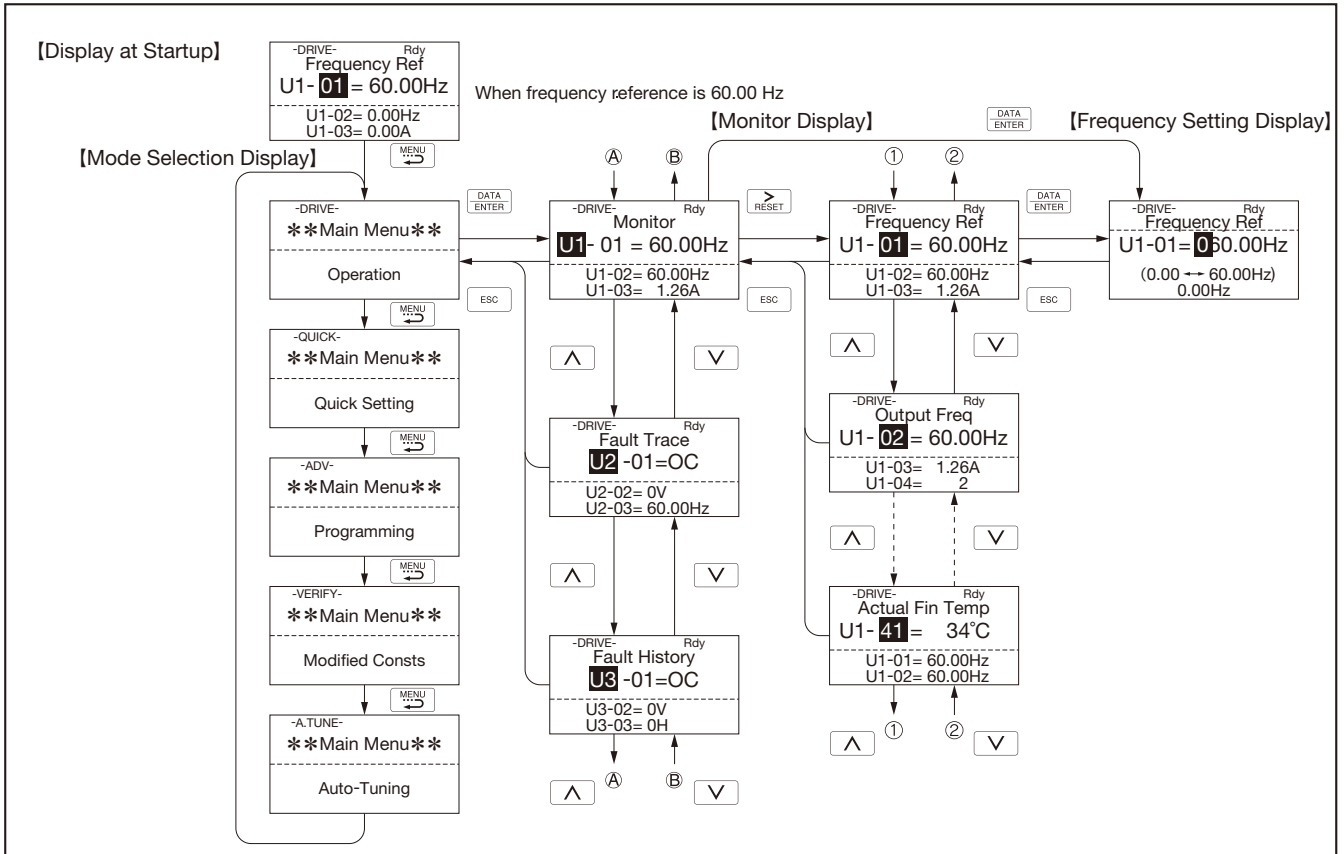 【Display at Startup】
-DRIVE- Rdy
Frequency Ref
U1- 01 = 60.00Hz
U1-02= 0.00Hz
U1-03= 0.00A
When frequency reference is 60.00 Hz
MENU
【Mode Selection Display】
-DRIVE-
**Main Menu**
Operation
MENU
-QUICK-
**Main Menu**
Quick Setting
MENU
-ADV-
**Main Menu**
Programming
MENU
-VERIFY-
**Main Menu**
Modified Consts
MENU
-A.TUNE-
**Main Menu**
Auto-Tuning
DATA
ENTER
ESC
【Monitor Display】
Ⓐ Ⓑ
-DRIVE- Rdy
Monitor
U1- 01 = 60.00Hz
U1-02= 60.00Hz
U1-03= 1.26A
∧ ∨
-DRIVE- Rdy
Fault Trace
U2 -01=OC
U2-02= 0V
U2-03= 60.00Hz
∧ ∨
-DRIVE- Rdy
Fault History
U3 -01=OC
U3-02= 0V
U3-03= 0H
∧ Ⓐ Ⓑ ∨
>
RESET
ESC
DATA
ENTER
① ②
-DRIVE- Rdy
Frequency Ref
U1- 01 = 60.00Hz
U1-02= 60.00Hz
U1-03= 1.26A
∧ ∨
-DRIVE- Rdy
Output Freq
U1- 02 = 60.00Hz
U1-03= 1.26A
U1-04= 2
∧ ∨
-DRIVE- Rdy
Actual Fin Temp
U1- 41 = 34°C
U1-01= 60.00Hz
U1-02= 60.00Hz
∧ ① ② ∨
DATA
ENTER
ESC
【Frequency Setting Display】
-DRIVE- Rdy
Frequency Ref
U1-01= 060.00Hz
(0.00 ↔ 60.00Hz)
0.00Hz